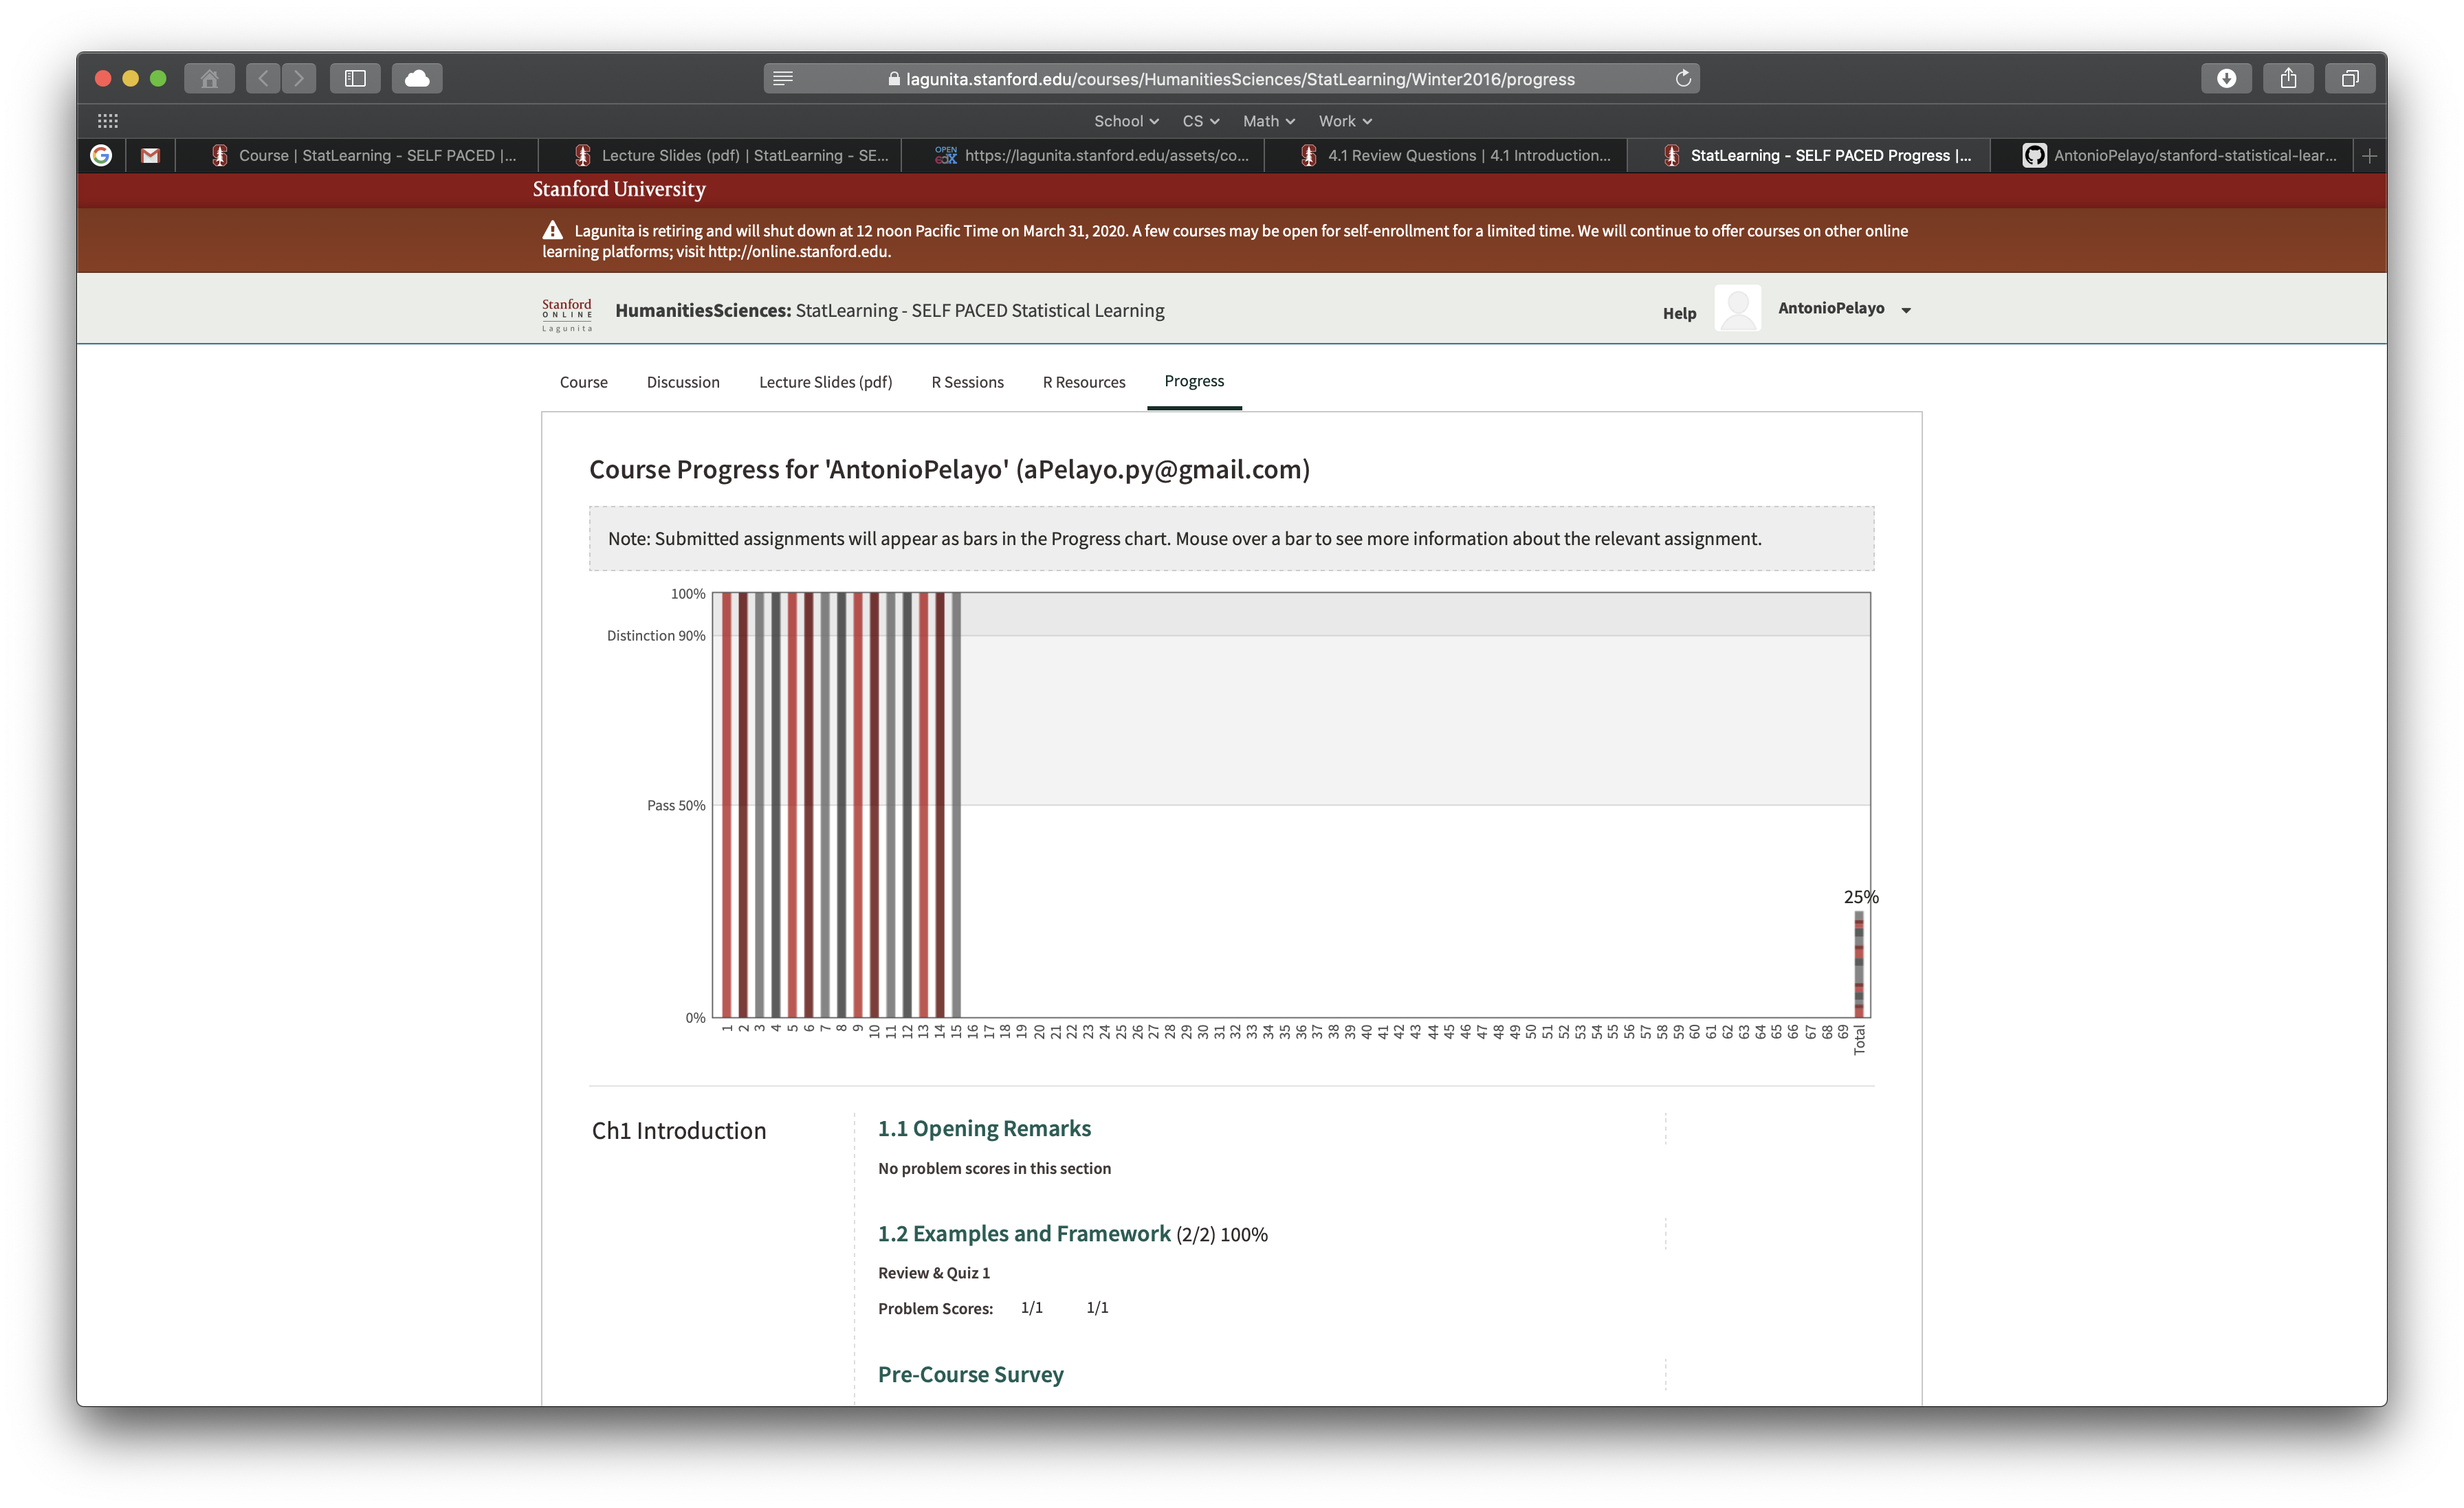 lagunita.stanford.edu/courses/HumanitiesSciences/StatLearning/Winter2016/progress
School CS Math Work
Course | StatLearning - SELF PACED |... Lecture Slides (pdf) | StatLearning - SE... OPEN edX https://lagunita.stanford.edu/assets/co... 4.1 Review Questions | 4.1 Introduction... StatLearning - SELF PACED Progress |... AntonioPelayo/stanford-statistical-lear...
Stanford University
Lagunita is retiring and will shut down at 12 noon Pacific Time on March 31, 2020. A few courses may be open for self-enrollment for a limited time. We will continue to offer courses on other online
learning platforms; visit http://online.stanford.edu.
Stanford
ONLINE
Lagunita
HumanitiesSciences: StatLearning - SELF PACED Statistical Learning
Help AntonioPelayo
Course Discussion Lecture Slides (pdf) R Sessions R Resources Progress
Course Progress for 'AntonioPelayo' (aPelayo.py@gmail.com)
Note: Submitted assignments will appear as bars in the Progress chart. Mouse over a bar to see more information about the relevant assignment.
100%
Distinction 90%
Pass 50%
25%
0%
1 2 3 4 5 6 7 8 9 10 11 12 13 14 15 16 17 18 19 20 21 22 23 24 25 26 27 28 29 30 31 32 33 34 35 36 37 38 39 40 41 42 43 44 45 46 47 48 49 50 51 52 53 54 55 56 57 58 59 60 61 62 63 64 65 66 67 68 69 Total
Ch1 Introduction
1.1 Opening Remarks
No problem scores in this section
1.2 Examples and Framework (2/2) 100%
Review & Quiz 1
Problem Scores: 1/1 1/1
Pre-Course Survey